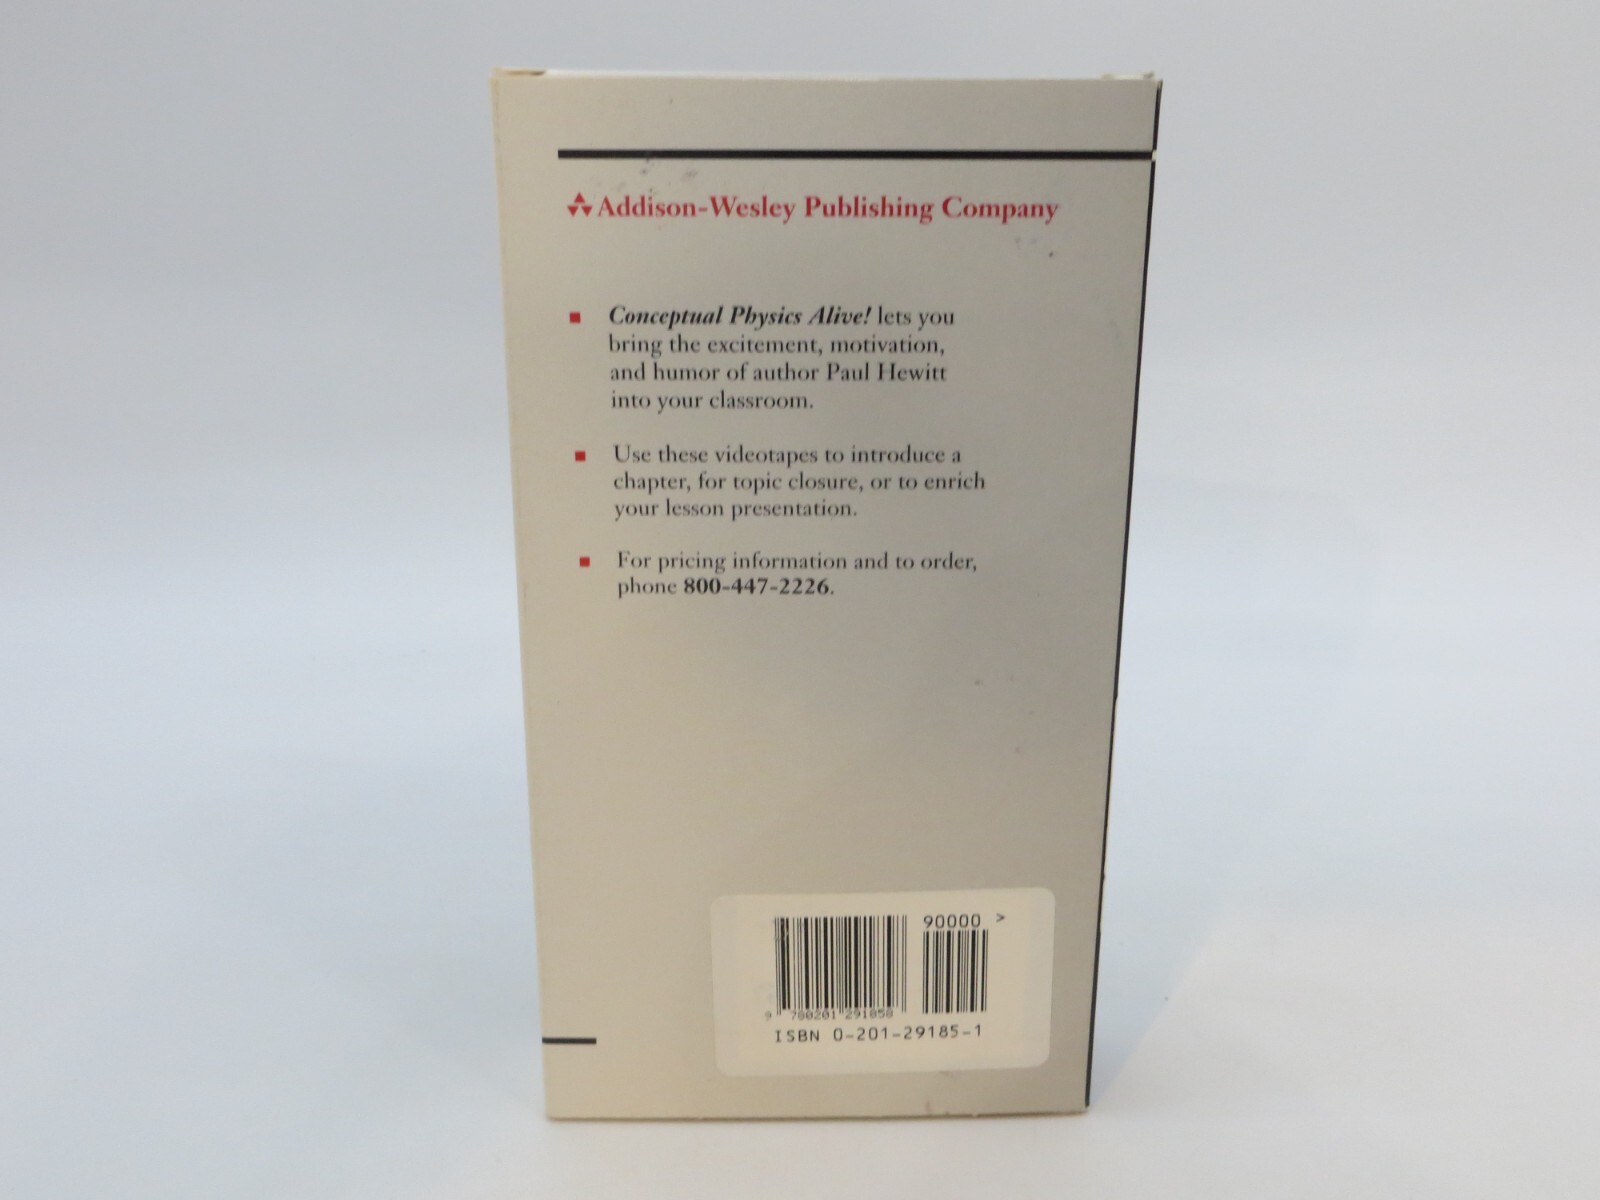 Addison-Wesley Publishing Company
Conceptual Physics Alive! lets you
bring the excitement, motivation,
and humor of author Paul Hewitt
into your classroom.
Use these videotapes to introduce a
chapter, for topic closure, or to enrich
your lesson presentation.
For pricing information and to order,
phone 800-447-2226.
90000 >
9 780201 291858
ISBN 0-201-29185-1